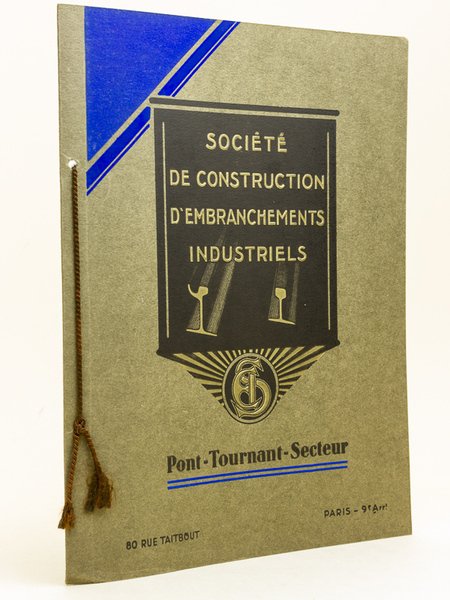 SOCIÉTÉ
DE CONSTRUCTION
D'EMBRANCHEMENTS
INDUSTRIELS
Pont-Tournant-Secteur
80 RUE TAITBOUT
PARIS - 9e Arrt